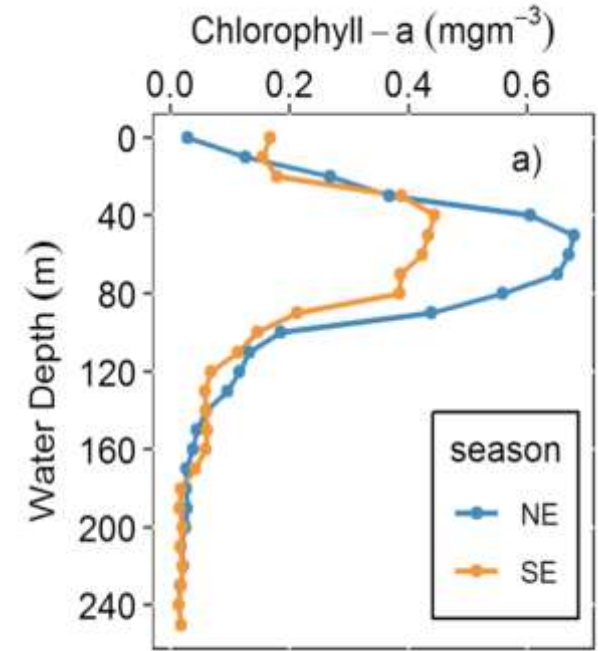 Chlorophyll – a (mgm⁻³)
0.0 0.2 0.4 0.6
a)
Water Depth (m)
0
40
80
120
160
200
240
season
NE
SE